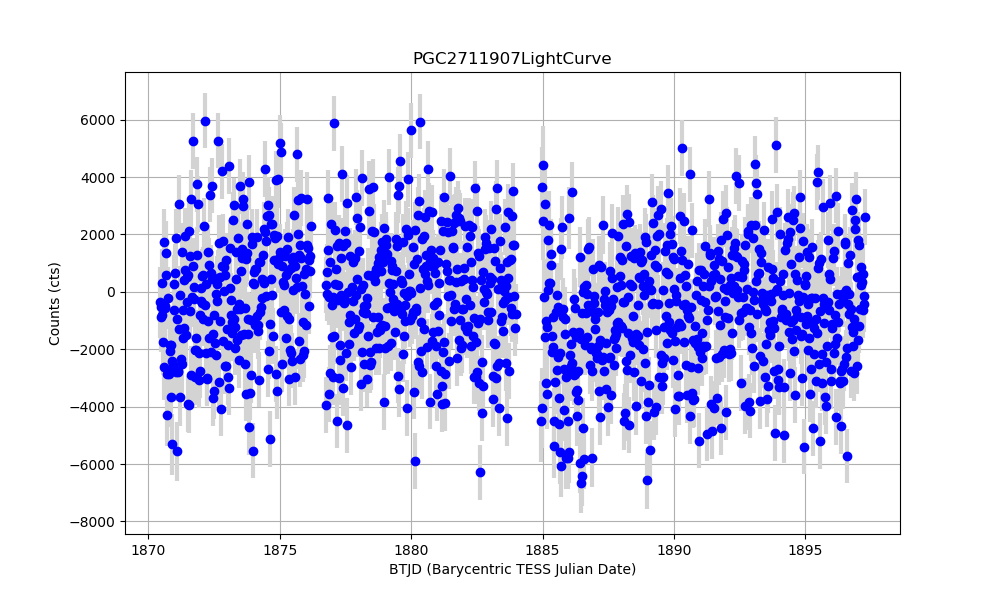 PGC2711907LightCurve
6000
4000
2000
0
−2000
−4000
−6000
−8000
Counts (cts)
1870 1875 1880 1885 1890 1895
BTJD (Barycentric TESS Julian Date)